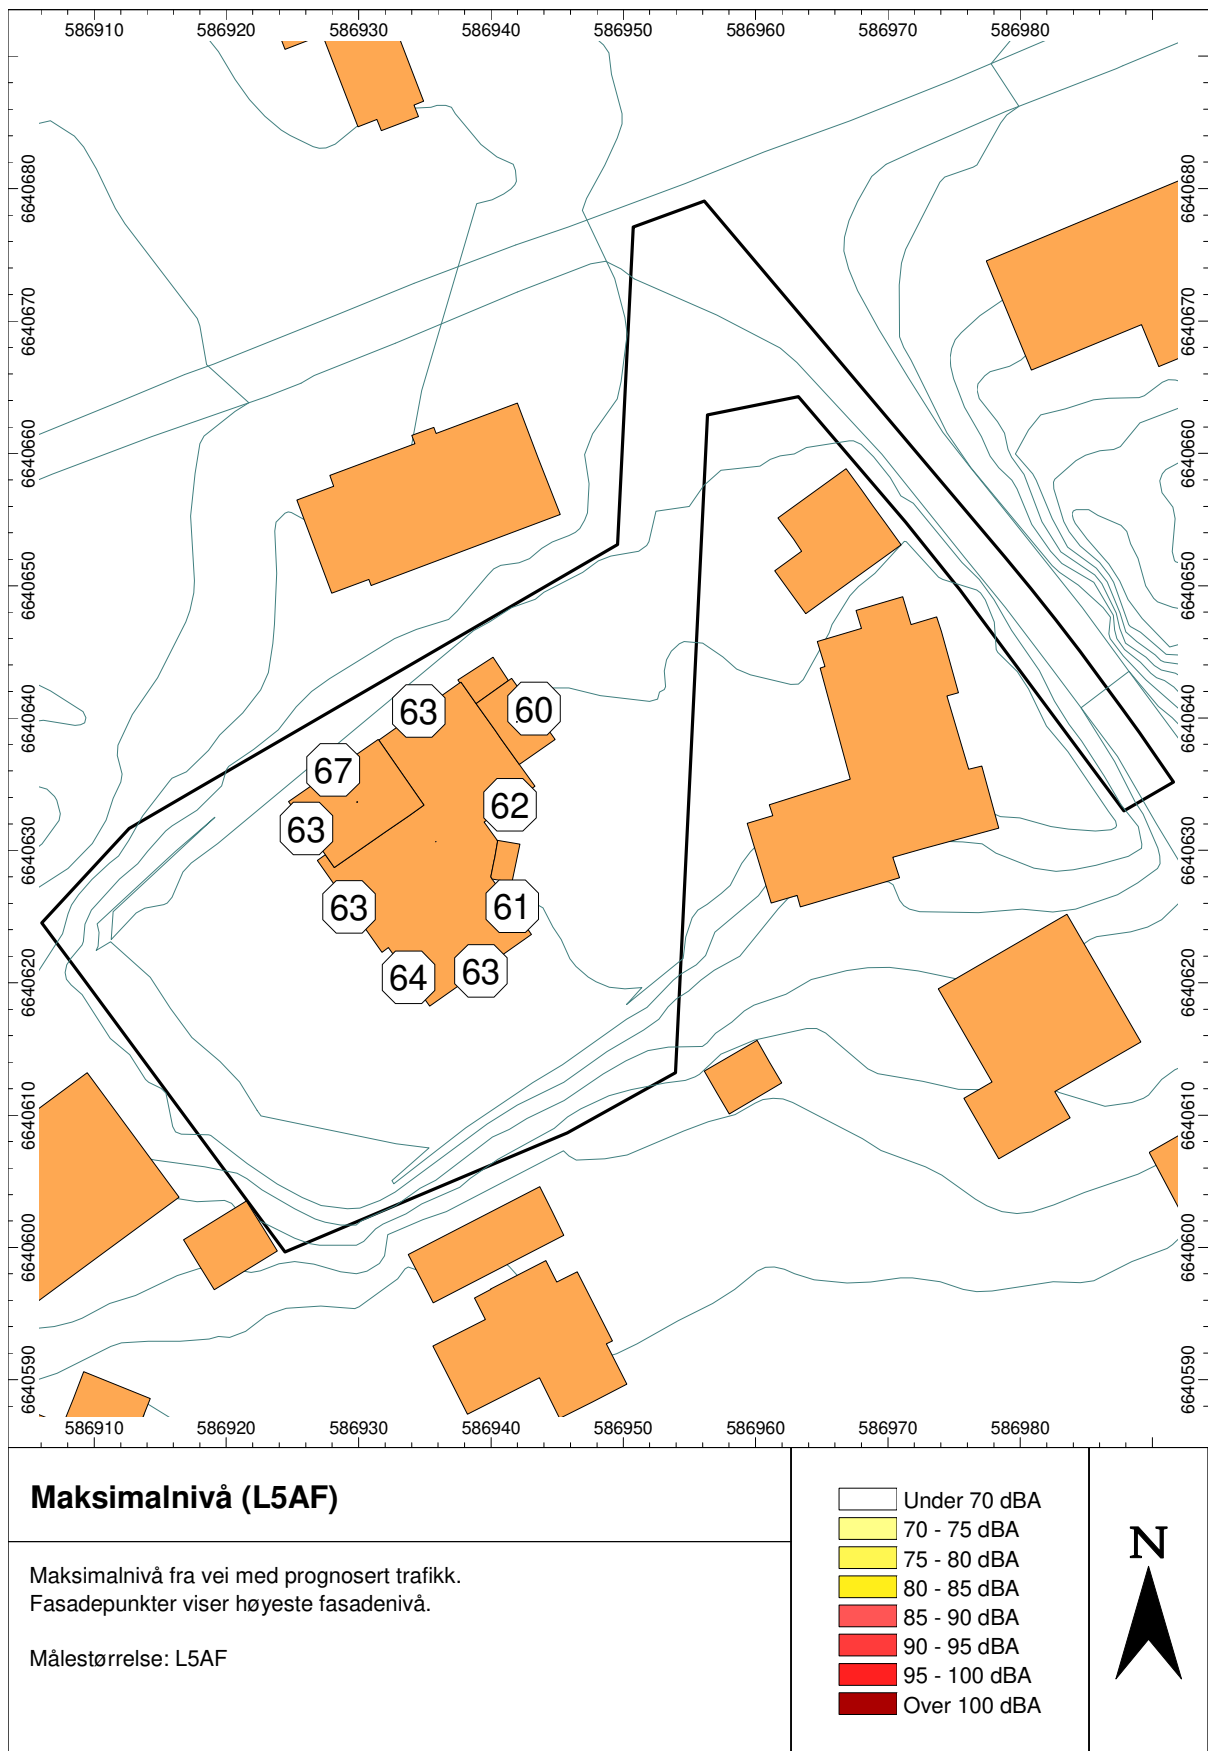 586910 586920 586930 586940 586950 586960 586970 586980
6640680 6640680
6640670 6640670
6640660 6640660
6640650 6640650
6640640 6640640
6640630 6640630
6640620 6640620
6640610 6640610
6640600 6640600
6640590 6640590
63 60
67
62
63
63 61
64 63
586910 586920 586930 586940 586950 586960 586970 586980
Maksimalnivå (L5AF)
Maksimalnivå fra vei med prognosert trafikk.
Fasadepunkter viser høyeste fasadenivå.
Målestørrelse: L5AF
Under 70 dBA
70 - 75 dBA
75 - 80 dBA
80 - 85 dBA
85 - 90 dBA
90 - 95 dBA
95 - 100 dBA
Over 100 dBA
N